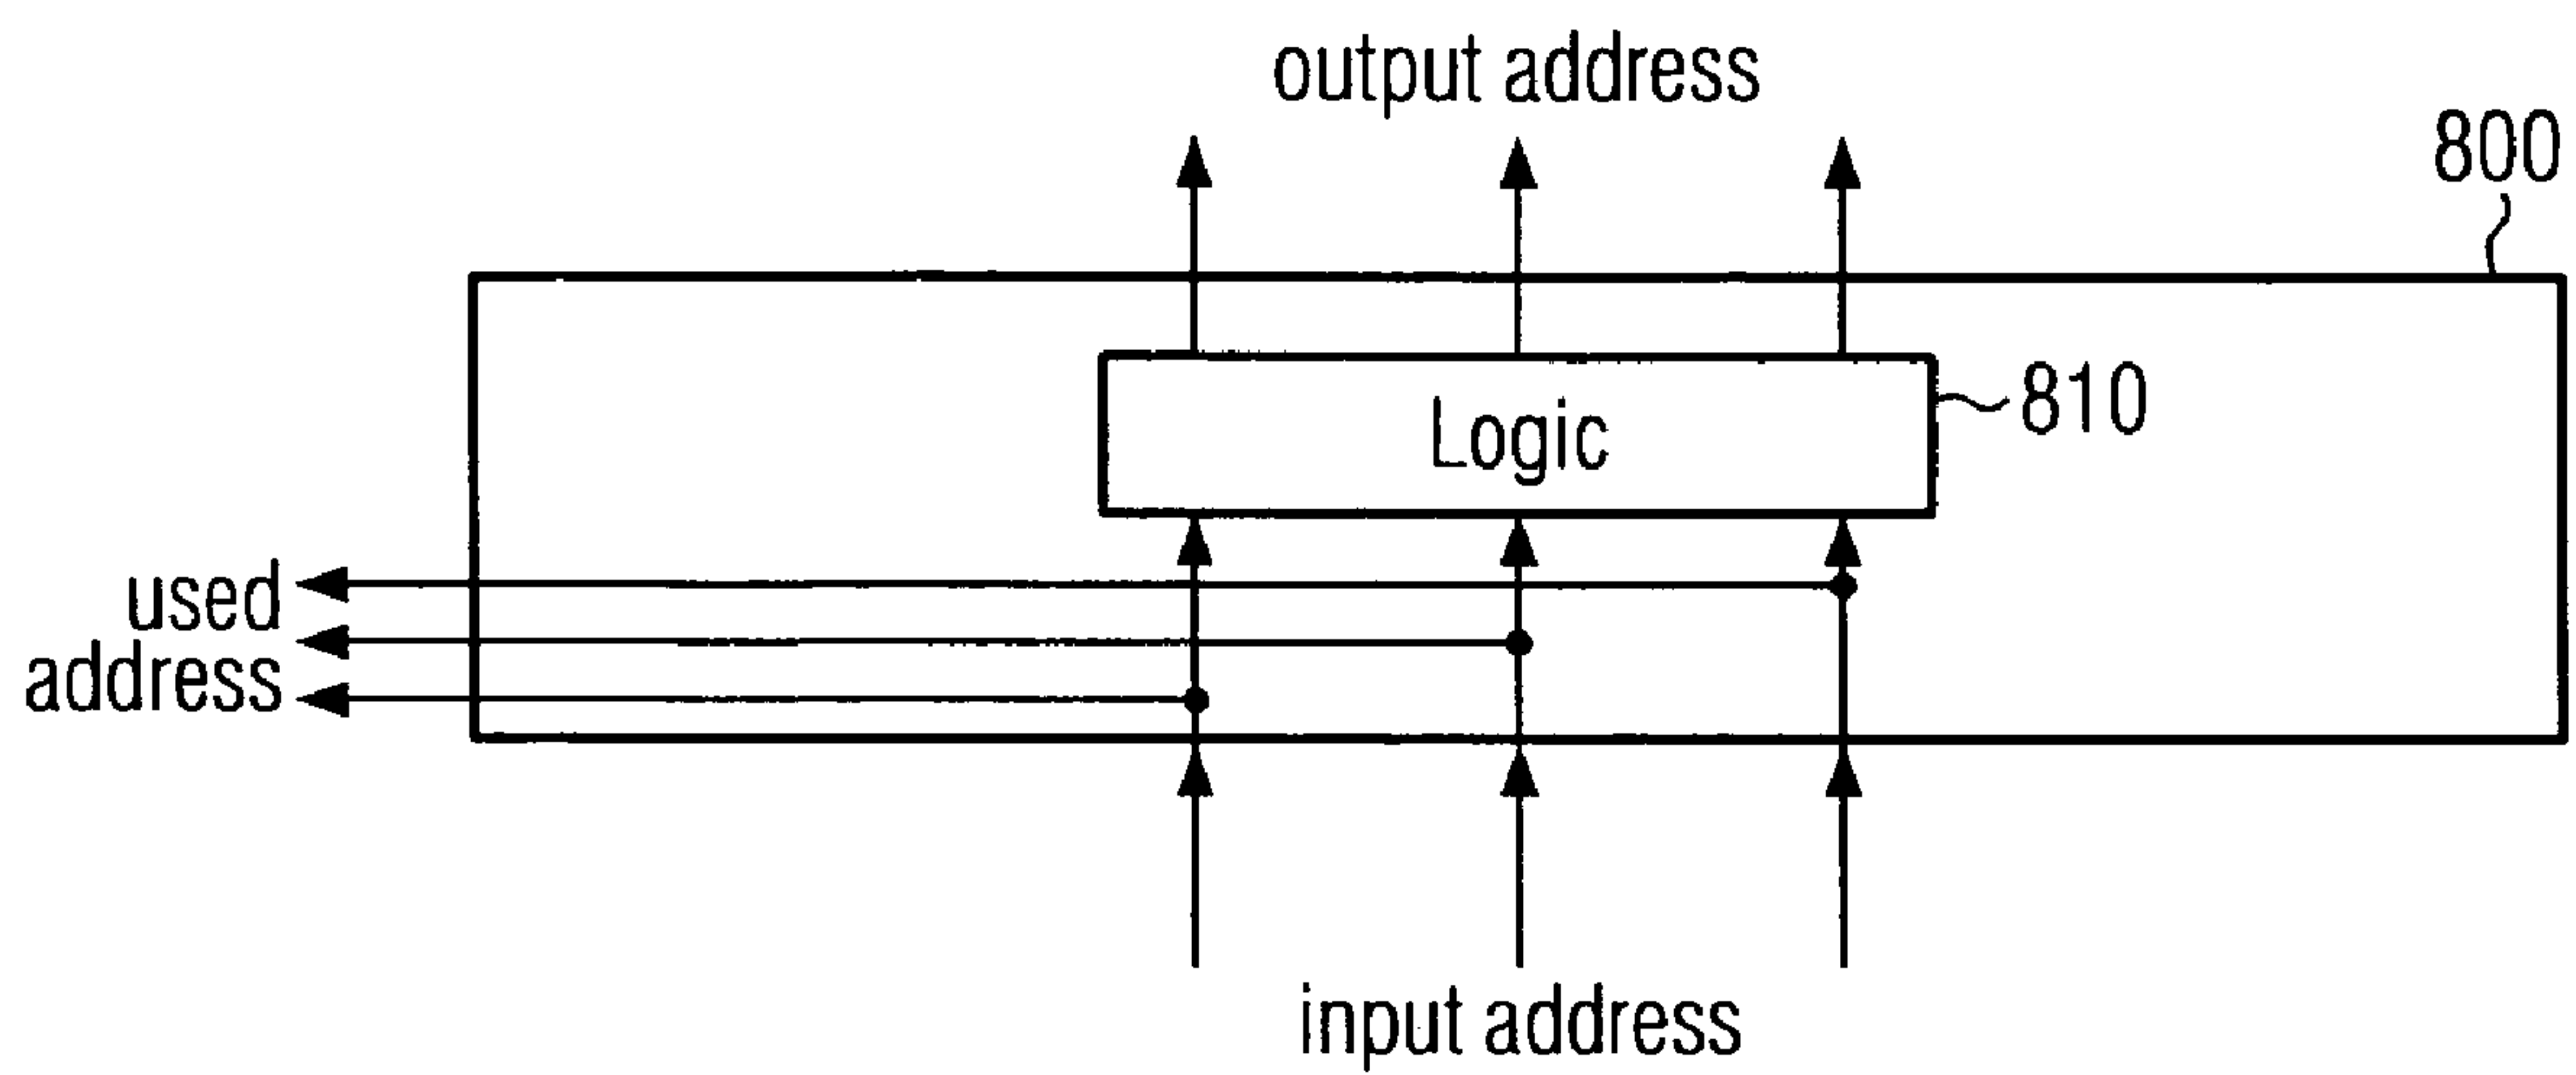 output address
800
Logic
810
used
address
input address